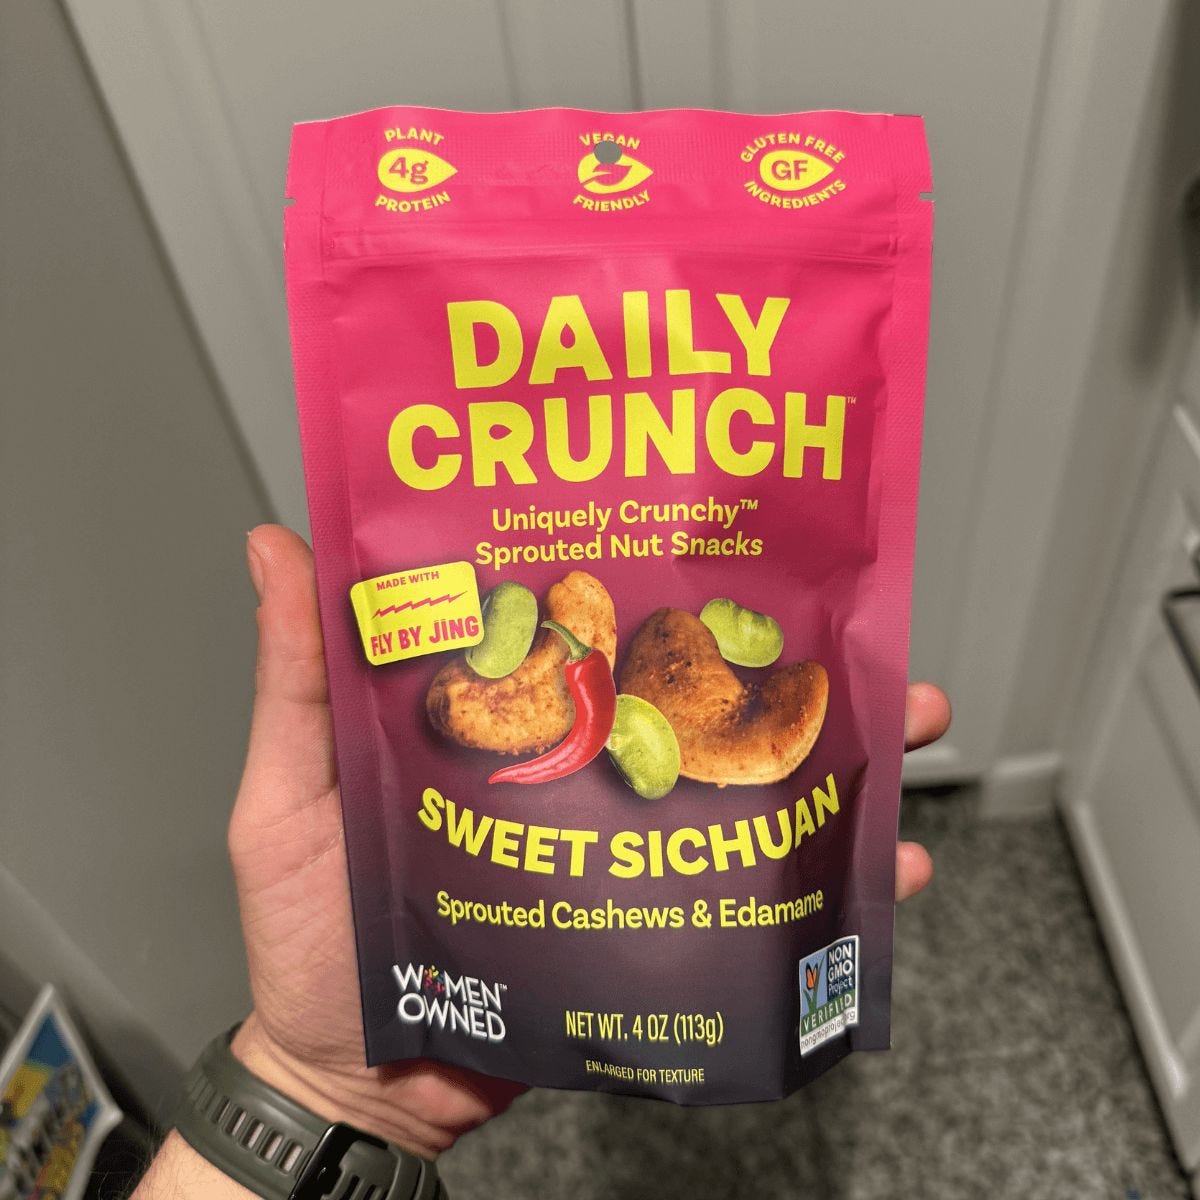 PLANT
4g
PROTEIN
VEGAN
FRIENDLY
GLUTEN FREE
GF
INGREDIENTS
DAILY
CRUNCH™
Uniquely Crunchy™
Sprouted Nut Snacks
MADE WITH
FLY BY JING
SWEET SICHUAN
Sprouted Cashews & Edamame
WOMEN™
OWNED
NET WT. 4 OZ (113g)
ENLARGED FOR TEXTURE
NON
GMO
Project
VERIFIED
nongmoproject.org